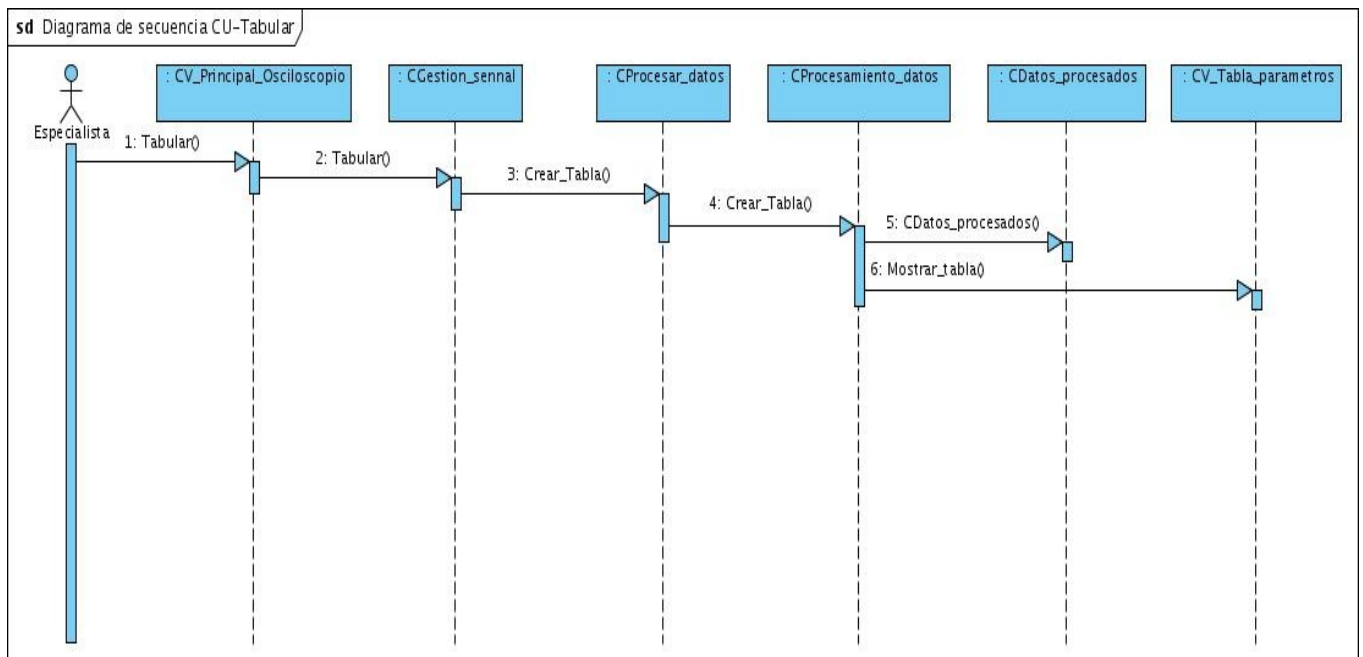 sd Diagrama de secuencia CU-Tabular
: CV_Principal_Osciloscopio
: CGestion_sennal
: CProcesar_datos
: CProcesamiento_datos
: CDatos_procesados
: CV_Tabla_parametros
Especialista
1: Tabular()
2: Tabular()
3: Crear_Tabla()
4: Crear_Tabla()
5: CDatos_procesados()
6: Mostrar_tabla()